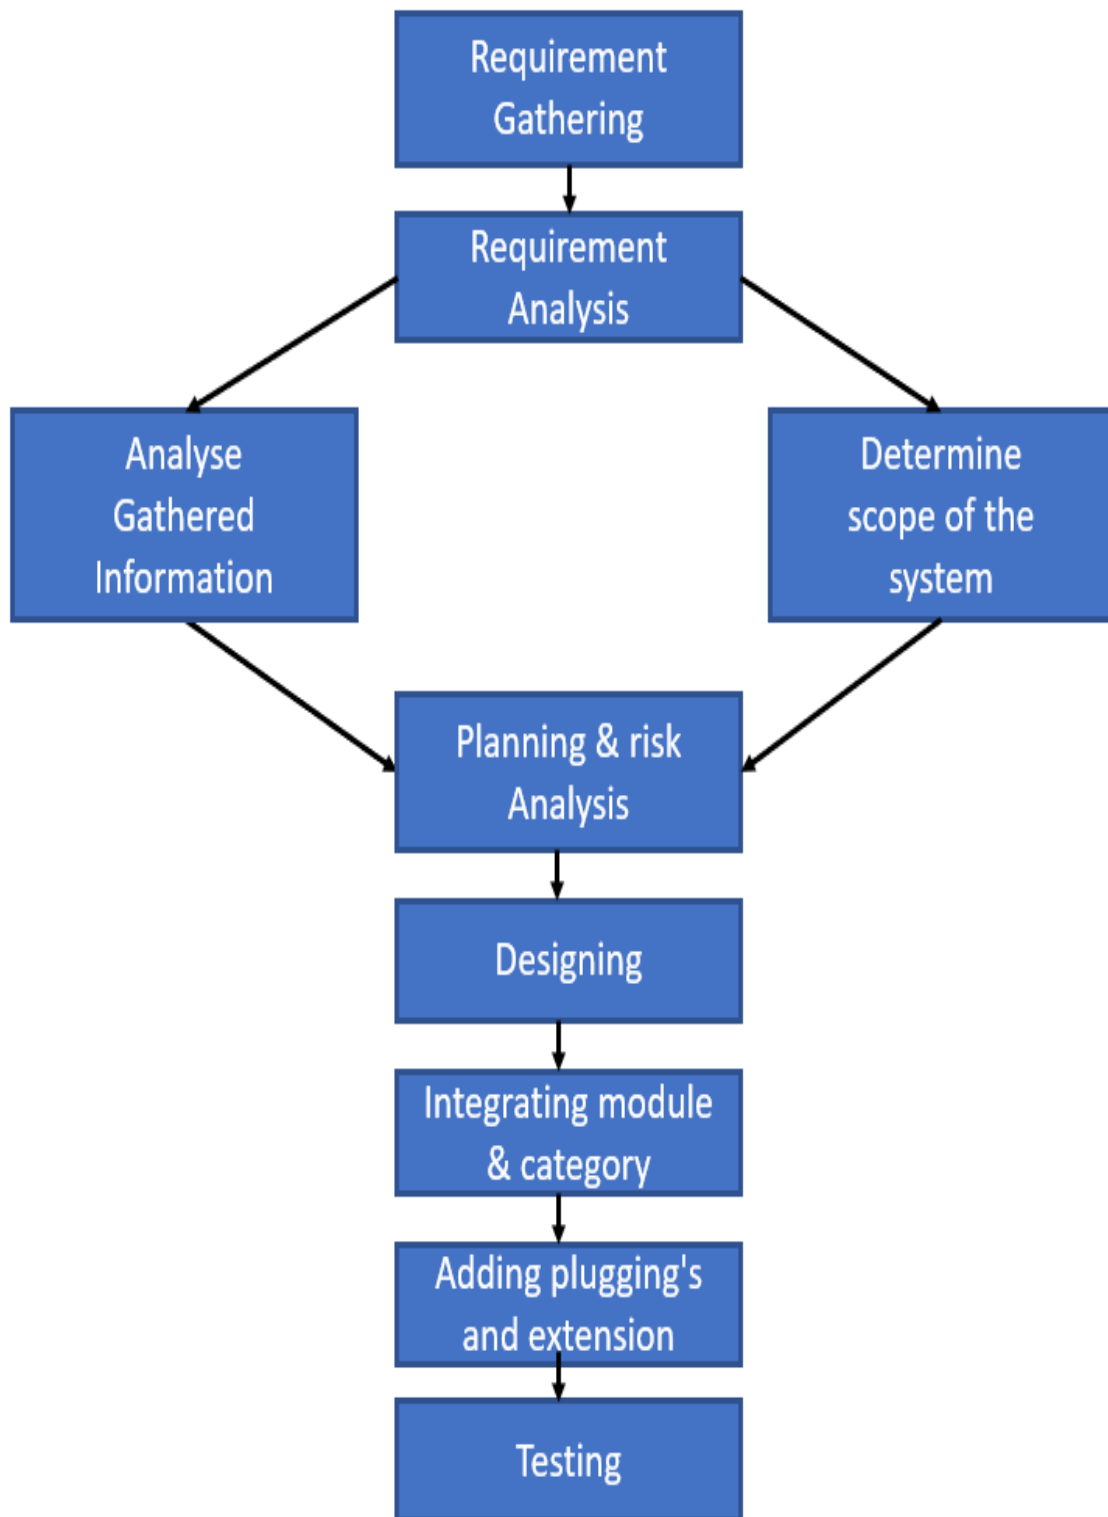 Requirement
Gathering
Requirement
Analysis
Analyse
Gathered
Information
Determine
scope of the
system
Planning & risk
Analysis
Designing
Integrating module
& category
Adding plugging's
and extension
Testing